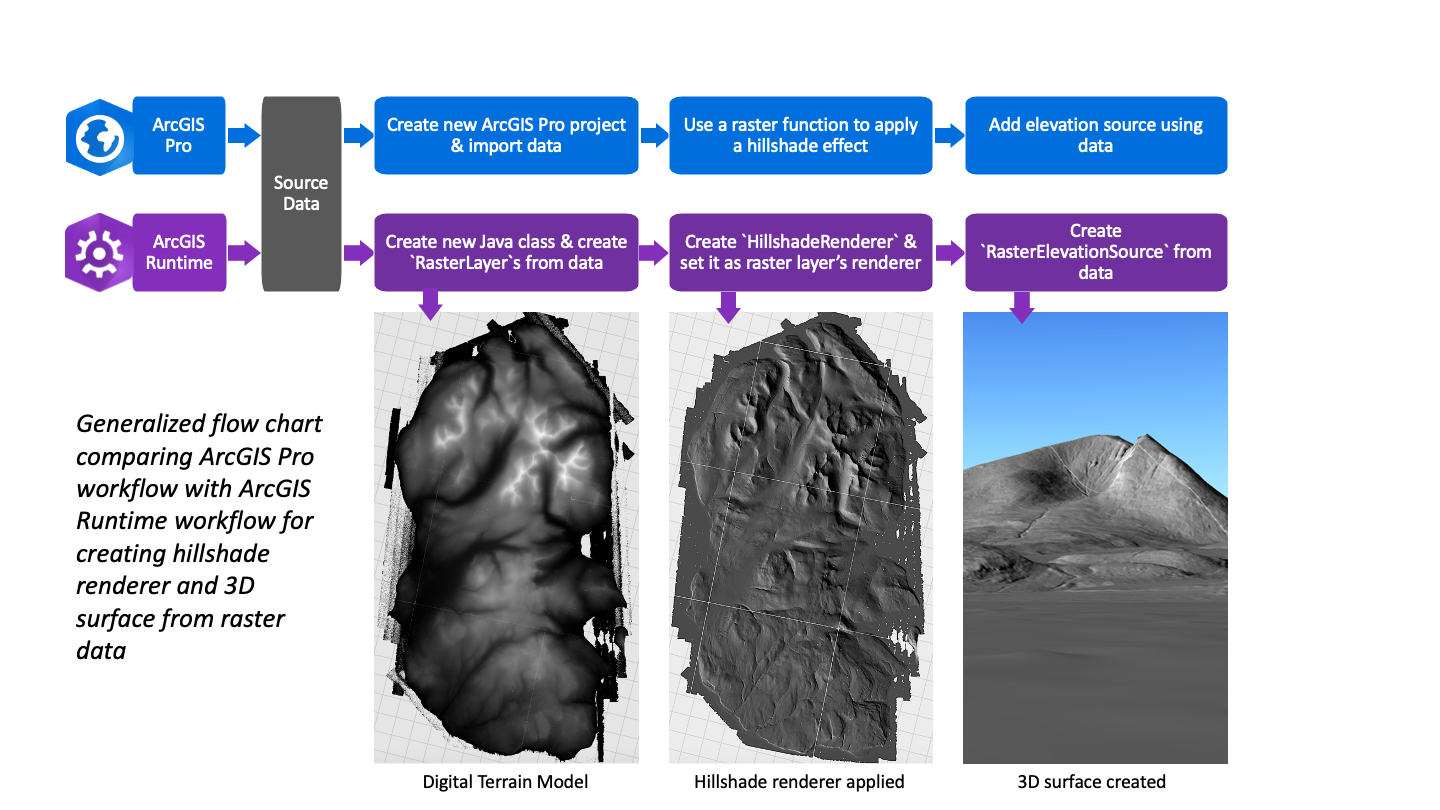 ArcGIS
Pro
Source
Data
Create new ArcGIS Pro project
& import data
Use a raster function to apply
a hillshade effect
Add elevation source using
data
ArcGIS
Runtime
Create new Java class & create
`RasterLayer`s from data
Create `HillshadeRenderer` &
set it as raster layer’s renderer
Create
`RasterElevationSource` from
data
Generalized flow chart
comparing ArcGIS Pro
workflow with ArcGIS
Runtime workflow for
creating hillshade
renderer and 3D
surface from raster
data
Digital Terrain Model
Hillshade renderer applied
3D surface created